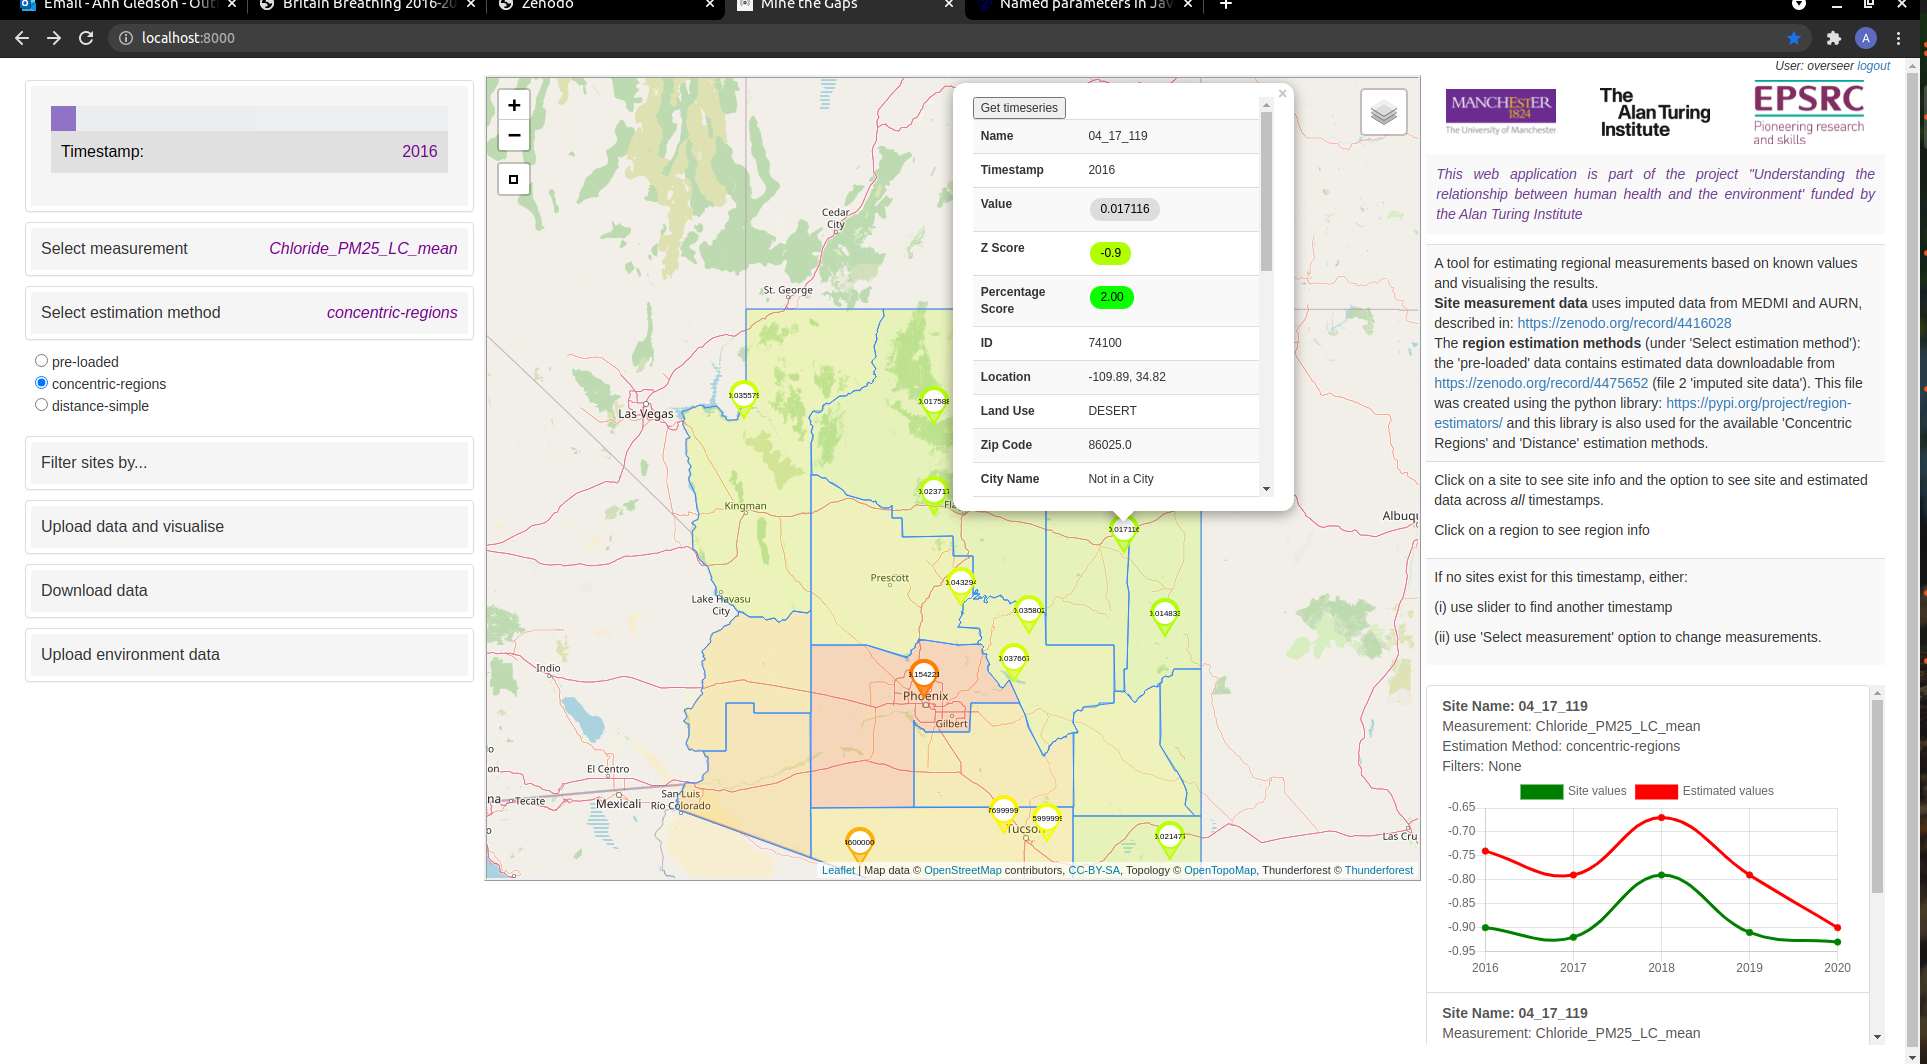 Email - Ann Gledson - Out
Britain Breathing 2016-20
Zenodo
Mine the Gaps
Named parameters in Jav
localhost:8000
A
User: overseer logout
Timestamp:
2016
Select measurement
Chloride_PM25_LC_mean
Select estimation method
concentric-regions
pre-loaded
concentric-regions
distance-simple
Filter sites by...
Upload data and visualise
Download data
Upload environment data
+
−
Get timeseries
×
Name 04_17_119
Timestamp 2016
Value 0.017116
Z Score -0.9
Percentage
Score
2.00
ID 74100
Location -109.89, 34.82
Land Use DESERT
Zip Code 86025.0
City Name Not in a City
Cedar
City
St. George
Las Vegas
Kingman
Prescott
Lake Havasu
City
Albuqu
Indio
Phoenix
Gilbert
El Centro
Tecate
Mexicali
San Luis
Río Colorado
Tucson
Las Cru
Leaflet | Map data © OpenStreetMap contributors, CC-BY-SA, Topology © OpenTopoMap, Thunderforest © Thunderforest
MANCHESTER
1824
The University of Manchester
The
Alan Turing
Institute
EPSRC
Pioneering research
and skills
This web application is part of the project "Understanding the
relationship between human health and the environment' funded by
the Alan Turing Institute
A tool for estimating regional measurements based on known values
and visualising the results.
Site measurement data uses imputed data from MEDMI and AURN,
described in: https://zenodo.org/record/4416028
The region estimation methods (under 'Select estimation method'):
the 'pre-loaded' data contains estimated data downloadable from
https://zenodo.org/record/4475652 (file 2 'imputed site data'). This file
was created using the python library: https://pypi.org/project/region-
estimators/ and this library is also used for the available 'Concentric
Regions' and 'Distance' estimation methods.
Click on a site to see site info and the option to see site and estimated
data across all timestamps.
Click on a region to see region info
If no sites exist for this timestamp, either:
(i) use slider to find another timestamp
(ii) use 'Select measurement' option to change measurements.
Site Name: 04_17_119
Measurement: Chloride_PM25_LC_mean
Estimation Method: concentric-regions
Filters: None
Site values
Estimated values
-0.65
-0.70
-0.75
-0.80
-0.85
-0.90
-0.95
2016 2017 2018 2019 2020
Site Name: 04_17_119
Measurement: Chloride_PM25_LC_mean